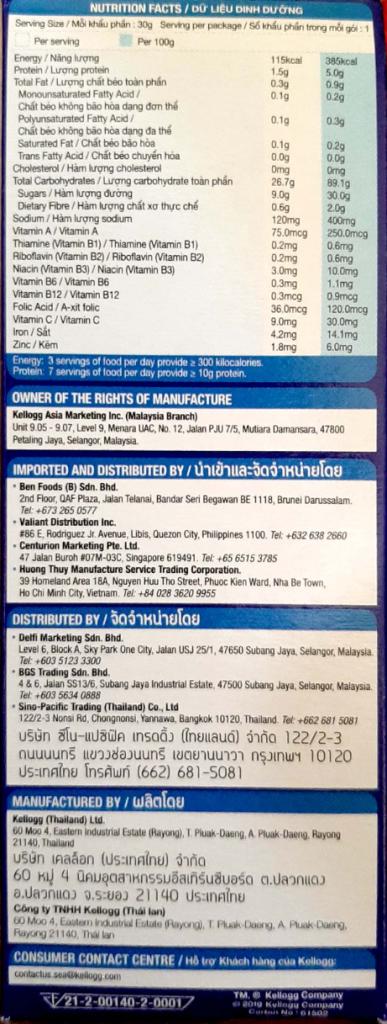 NUTRITION FACTS / DỮ LIỆU DINH DƯỠNG
Serving Size / Mỗi khẩu phần : 30g Serving per package / Số khẩu phần trong mỗi gói : 1
Per serving Per 100g
Energy / Năng lượng 115kcal 385kcal
Protein / Lượng protein 1.5g 5.0g
Total Fat / Lượng chất béo toàn phần 0.3g 0.9g
Monounsaturated Fatty Acid / 0.1g 0.2g
Chất béo không bão hòa dạng đơn thể
Polyunsaturated Fatty Acid / 0.1g 0.3g
Chất béo không bão hòa dạng đa thể
Saturated Fat / Chất béo bão hòa 0.1g 0.2g
Trans Fatty Acid / Chất béo chuyển hóa 0.0g 0.0g
Cholesterol / Hàm lượng cholesterol 0mg 0mg
Total Carbohydrates / Lượng carbohydrate toàn phần 26.7g 89.1g
Sugars / Hàm lượng đường 9.0g 30.0g
Dietary Fibre / Hàm lượng chất xơ thực chế 0.6g 2.0g
Sodium / Hàm lượng sodium 120mg 400mg
Vitamin A / Vitamin A 75.0mcg 250.0mcg
Thiamine (Vitamin B1) / Thiamine (Vitamin B1) 0.2mg 0.6mg
Riboflavin (Vitamin B2) / Riboflavin (Vitamin B2) 0.2mg 0.6mg
Niacin (Vitamin B3) / Niacin (Vitamin B3) 3.0mg 10.0mg
Vitamin B6 / Vitamin B6 0.3mg 1.1mg
Vitamin B12 / Vitamin B12 0.3mcg 0.9mcg
Folic Acid / A-xit folic 36.0mcg 120.0mcg
Vitamin C / Vitamin C 9.0mg 30.0mg
Iron / Sắt 4.2mg 14.1mg
Zinc / Kẽm 1.8mg 6.0mg
Energy: 3 servings of food per day provide ≥ 300 kilocalories.
Protein: 7 servings of food per day provide ≥ 10g protein.
OWNER OF THE RIGHTS OF MANUFACTURE
Kellogg Asia Marketing Inc. (Malaysia Branch)
Unit 9.05 - 9.07, Level 9, Menara UAC, No. 12, Jalan PJU 7/5, Mutiara Damansara, 47800
Petaling Jaya, Selangor, Malaysia.
IMPORTED AND DISTRIBUTED BY / นำเข้าและจัดจำหน่ายโดย
• Ben Foods (B) Sdn. Bhd.
2nd Floor, QAF Plaza, Jalan Telanai, Bandar Seri Begawan BE 1118, Brunei Darussalam.
Tel: +673 265 0577
• Valiant Distribution Inc.
#86 E, Rodriguez Jr. Avenue, Libis, Quezon City, Philippines 1100. Tel: +632 638 2660
• Centurion Marketing Pte. Ltd.
47 Jalan Buroh #07M-03C, Singapore 619491. Tel: +65 6515 3785
• Huong Thuy Manufacture Service Trading Corporation.
39 Homeland Area 18A, Nguyen Huu Tho Street, Phuoc Kien Ward, Nha Be Town,
Ho Chi Minh City, Vietnam. Tel: +84 028 3620 9955
DISTRIBUTED BY / จัดจำหน่ายโดย
• Delfi Marketing Sdn. Bhd.
Level 6, Block A, Sky Park One City, Jalan USJ 25/1, 47650 Subang Jaya, Selangor, Malaysia.
Tel: +603 5123 3300
• BGS Trading Sdn. Bhd.
4 & 6, Jalan SS13/6, Subang Jaya Industrial Estate, 47500 Subang Jaya, Selangor, Malaysia.
Tel: +603 5634 0888
• Sino-Pacific Trading (Thailand) Co., Ltd
122/2-3 Nonsi Rd, Chongnonsi, Yannawa, Bangkok 10120, Thailand. Tel: +662 681 5081
บริษัท ซีโน-แปซิฟิค เทรดดิ้ง (ไทยแลนด์) จำกัด 122/2-3
ถนนนนทรี แขวงช่องนนทรี เขตยานนาวา กรุงเทพฯ 10120
ประเทศไทย โทรศัพท์ (662) 681-5081
MANUFACTURED BY / ผลิตโดย
Kellogg (Thailand) Ltd.
60 Moo 4, Eastern Industrial Estate (Rayong), T. Pluak-Daeng, A. Pluak-Daeng, Rayong
21140, Thailand
บริษัท เคลล็อก (ประเทศไทย) จำกัด
60 หมู่ 4 นิคมอุตสาหกรรมอีสเทิร์นซีบอร์ด ต.ปลวกแดง
อ.ปลวกแดง จ.ระยอง 21140 ประเทศไทย
Công ty TNHH Kellogg (Thái lan)
60 Moo 4, Eastern Industrial Estate (Rayong), T. Pluak-Daeng, A. Pluak-Daeng,
Rayong 21140, Thái lan
CONSUMER CONTACT CENTRE / Hỗ trợ Khách hàng của Kellogg:
contactus.sea@kellogg.com
21-2-00140-2-0001
TM, ® Kellogg Company
© 2019 Kellogg Company
Carton No : 61502